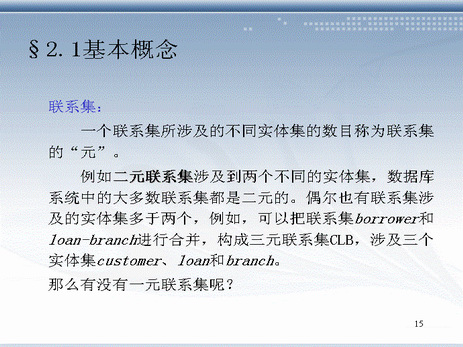 §2.1基本概念
联系集：
一个联系集所涉及的不同实体集的数目称为联系集
的“元”。
例如二元联系集涉及到两个不同的实体集，数据库
系统中的大多数联系集都是二元的。偶尔也有联系集涉
及的实体集多于两个，例如，可以把联系集borrower和
loan-branch进行合并，构成三元联系集CLB，涉及三个
实体集customer、loan和branch。
那么有没有一元联系集呢？
15